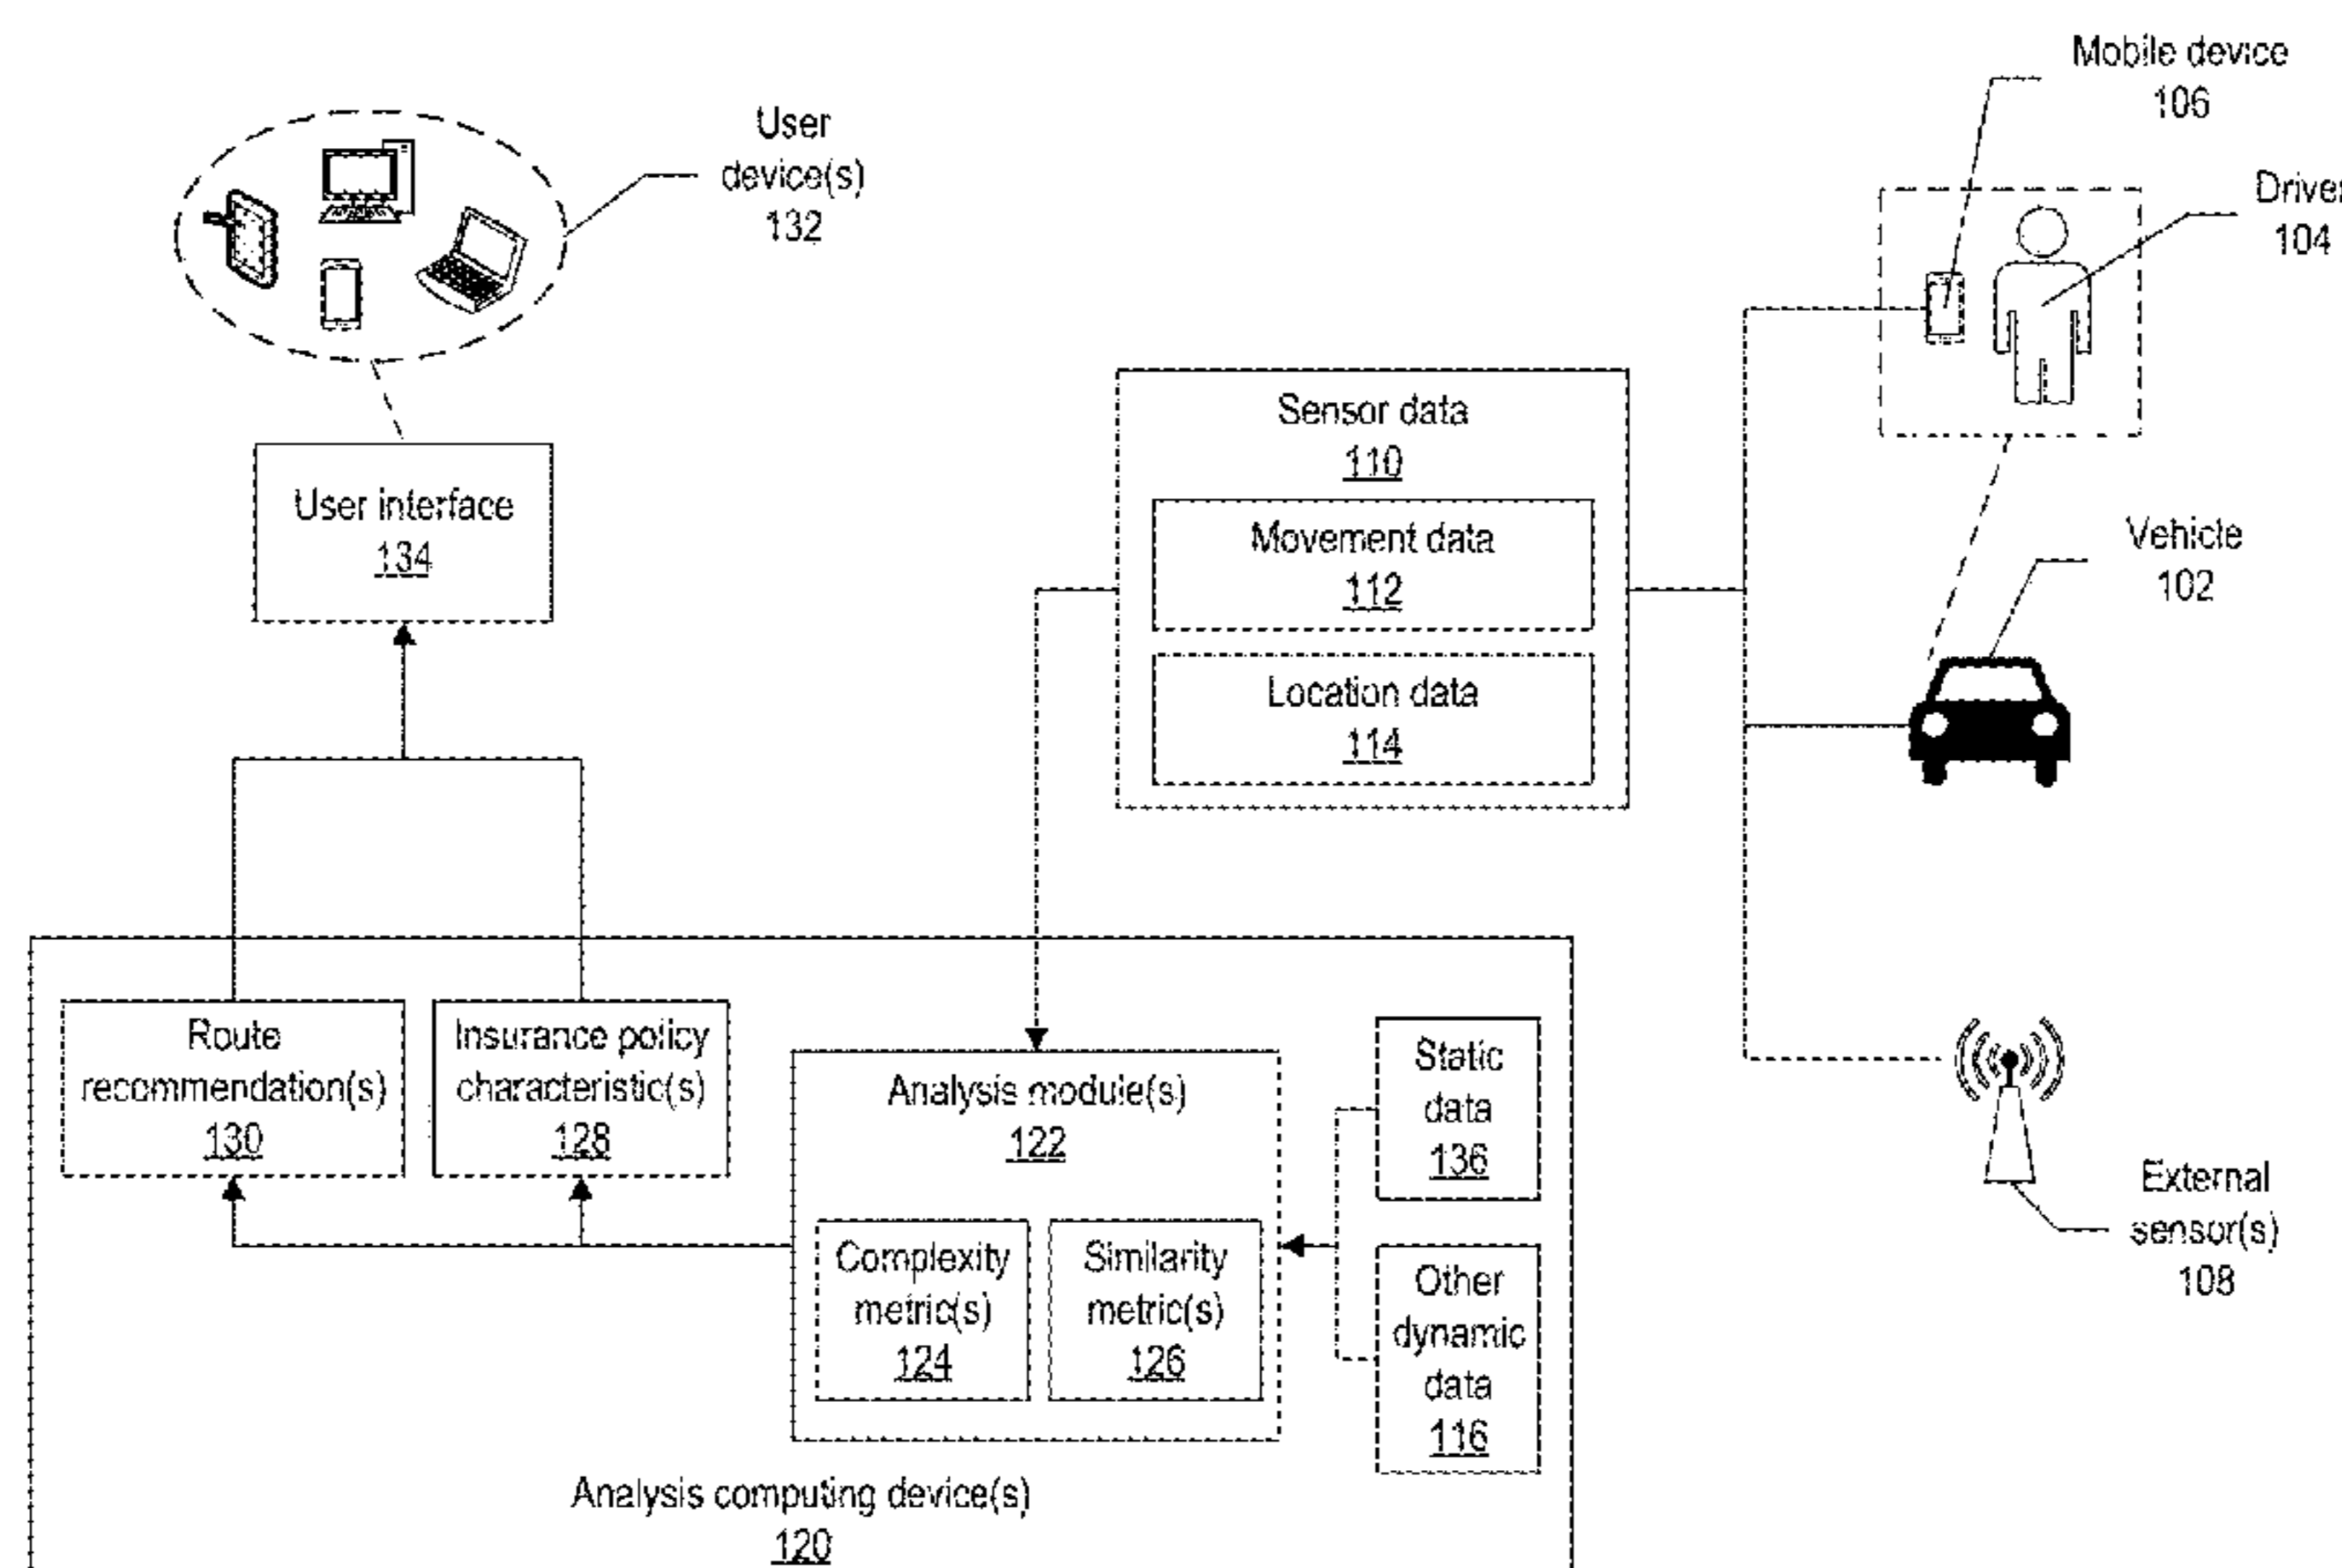 Mobile device
106
User
device(s)
132
Driver
104
Sensor data
110
User interface
134
Movement data
112
Vehicle
102
Location data
114
Route
recommendation(s)
130
Insurance policy
characteristic(s)
128
Analysis module(s)
122
Static
data
136
Complexity
metric(s)
124
Similarity
metric(s)
126
Other
dynamic
data
116
External
sensor(s)
108
Analysis computing device(s)
120